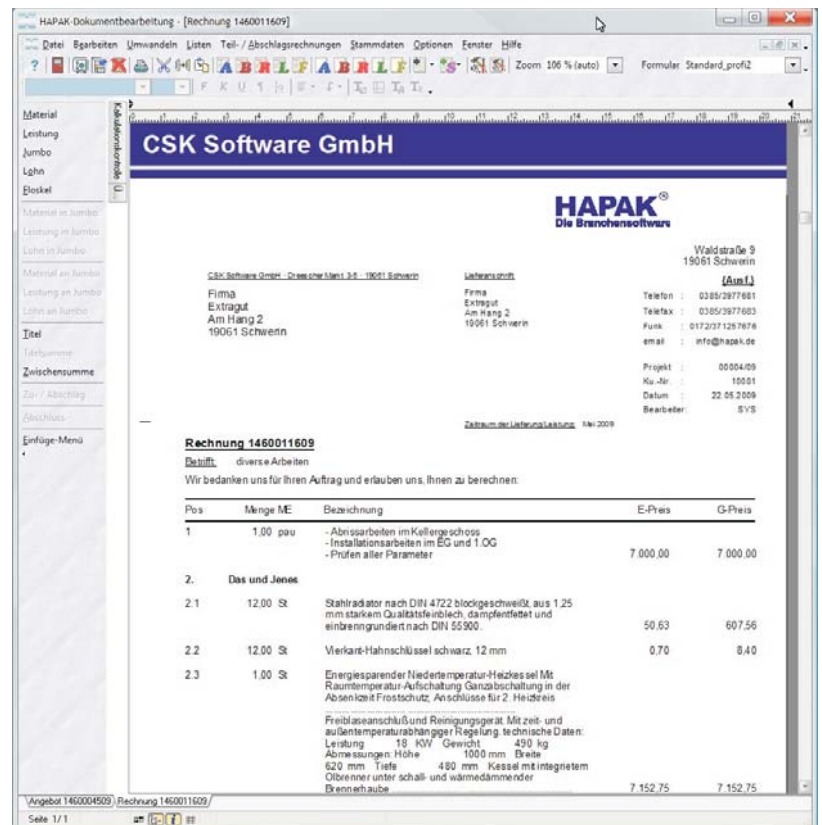 HAPAK-Dokumentbearbeitung - [Rechnung 1460011609]
Datei Bearbeiten Umwandeln Listen Teil-/Abschlagsrechnungen Stammdaten Optionen Fenster Hilfe
Zoom 106 % (auto) Formular Standard_profi2
Material
Leistung
Jumbo
Lohn
Floskel
Material in Jumbo
Leistung in Jumbo
Lohn in Jumbo
Material an Jumbo
Leistung an Jumbo
Lohn an Jumbo
Titel
Titelsumme
Zwischensumme
Zu- / Abschlag
Abschluss
Einfüge-Menü
Kalkulationskontrolle
Ü...
CSK Software GmbH
HAPAK®
Die Branchensoftware
Waldstraße 9
19061 Schwerin
CSK Software GmbH - Dreescher Markt 3-5 - 19061 Schwerin
Firma
Extragut
Am Hang 2
19061 Schwerin
Lieferanschrift:
Firma
Extragut
Am Hang 2
19061 Schwerin
(Ausf.)
Telefon : 0385/3977681
Telefax : 0385/3977683
Funk : 0172/371257676
email : info@hapak.de
Projekt : 00004/09
Ku.-Nr. : 10001
Datum : 22.05.2009
Bearbeiter: SYS
Zeitraum der Lieferung/Leistung: Mai 2009
Rechnung 1460011609
Betrifft: diverse Arbeiten
Wir bedanken uns für Ihren Auftrag und erlauben uns, Ihnen zu berechnen:
Pos Menge ME Bezeichnung E-Preis G-Preis
1 1,00 pau - Abrissarbeiten im Kellergeschoss
- Installationsarbeiten im EG und 1.OG
- Prüfen aller Parameter 7.000,00 7.000,00
2. Das und Jenes
2.1 12,00 St Stahlradiator nach DIN 4722 blockgeschweißt, aus 1,25
mm starkem Qualitätsfeinblech, dampfentfettet und
einbrenngrundiert nach DIN 55900. 50,63 607,56
2.2 12,00 St Vierkant-Hahnschlüssel schwarz, 12 mm 0,70 8,40
2.3 1,00 St Energiesparender Niedertemperatur-Heizkessel Mit
Raumtemperatur-Aufschaltung Ganzabschaltung in der
Absenkzeit Frostschutz, Anschlüsse für 2. Heizkreis
Freiblaseanschluß und Reinigungsgerät. Mit zeit- und
außentemperaturabhängiger Regelung. technische Daten:
Leistung 18 KW Gewicht 490 kg
Abmessungen: Höhe 1000 mm Breite
620 mm Tiefe 480 mm Kessel mit integrietem
Ölbrenner unter schall- und wärmedämmender
Brennerhaube 7.152,75 7.152,75
Angebot 1460004509 Rechnung 1460011609
Seite 1/1